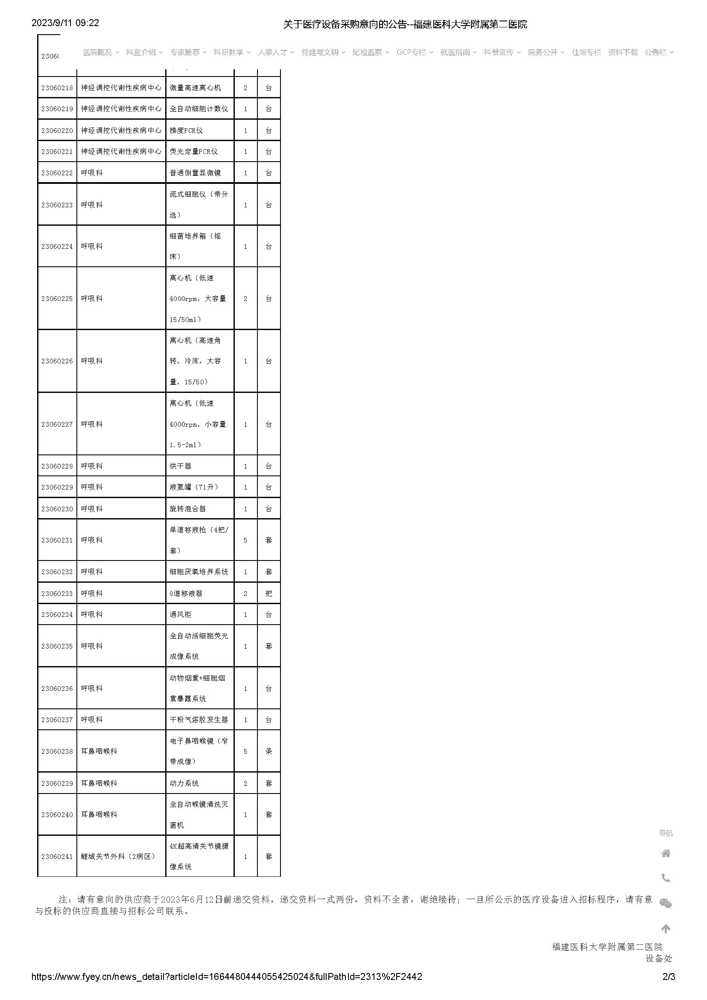 2023/9/11 09:22 关于医疗设备采购意向的公告--福建医科大学附属第二医院
医院概况 科室介绍 专家推荐 科研教学 人事人才 党建与文明 纪检监察 GCP专栏 就医指南 科普宣传 院务公开 住培专栏 资料下载 公告栏
2306
23060218 神经调控代谢性疾病中心 微量高速离心机 2 台
23060219 神经调控代谢性疾病中心 全自动细胞计数仪 1 台
23060220 神经调控代谢性疾病中心 梯度PCR仪 1 台
23060221 神经调控代谢性疾病中心 荧光定量PCR仪 1 台
23060222 呼吸科 普通倒置显微镜 1 台
流式细胞仪（带分
23060223 呼吸科 1 台
选）
细菌培养箱（摇
23060224 呼吸科 1 台
床）
离心机（低速
23060225 呼吸科 4000rpm，大容量 2 台
15/50ml）
离心机（高速角
23060226 呼吸科 转，冷冻，大容 1 台
量，15/50）
离心机（低速
23060227 呼吸科 4000rpm，小容量 1 台
1.5-2ml）
23060228 呼吸科 烘干器 1 台
23060229 呼吸科 液氮罐（71升） 1 台
23060230 呼吸科 旋转混合器 1 台
单道移液枪（4把/
23060231 呼吸科 5 套
套）
23060232 呼吸科 细胞厌氧培养系统 1 套
23060233 呼吸科 8道移液器 2 把
23060234 呼吸科 通风柜 1 台
全自动活细胞荧光
23060235 呼吸科 1 套
成像系统
动物烟熏+细胞烟
23060236 呼吸科 1 台
熏暴露系统
23060237 呼吸科 干粉气溶胶发生器 1 台
电子鼻咽喉镜（窄
23060238 耳鼻咽喉科 5 条
带成像）
23060239 耳鼻咽喉科 动力系统 2 套
全自动喉镜清洗灭
23060240 耳鼻咽喉科 1 套
菌机
4K超高清关节镜摄
23060241 鲤城关节外科（2病区） 1 套
像系统
导航
注：请有意向的供应商于2023年6月12日前递交资料，递交资料一式两份，资料不全者，谢绝接待；一旦所公示的医疗设备进入招标程序，请有意
与投标的供应商直接与招标公司联系。
福建医科大学附属第二医院
设备处
https://www.fyey.cn/news_detail?articleId=1664480444055425024&fullPathId=2313%2F2442 2/3